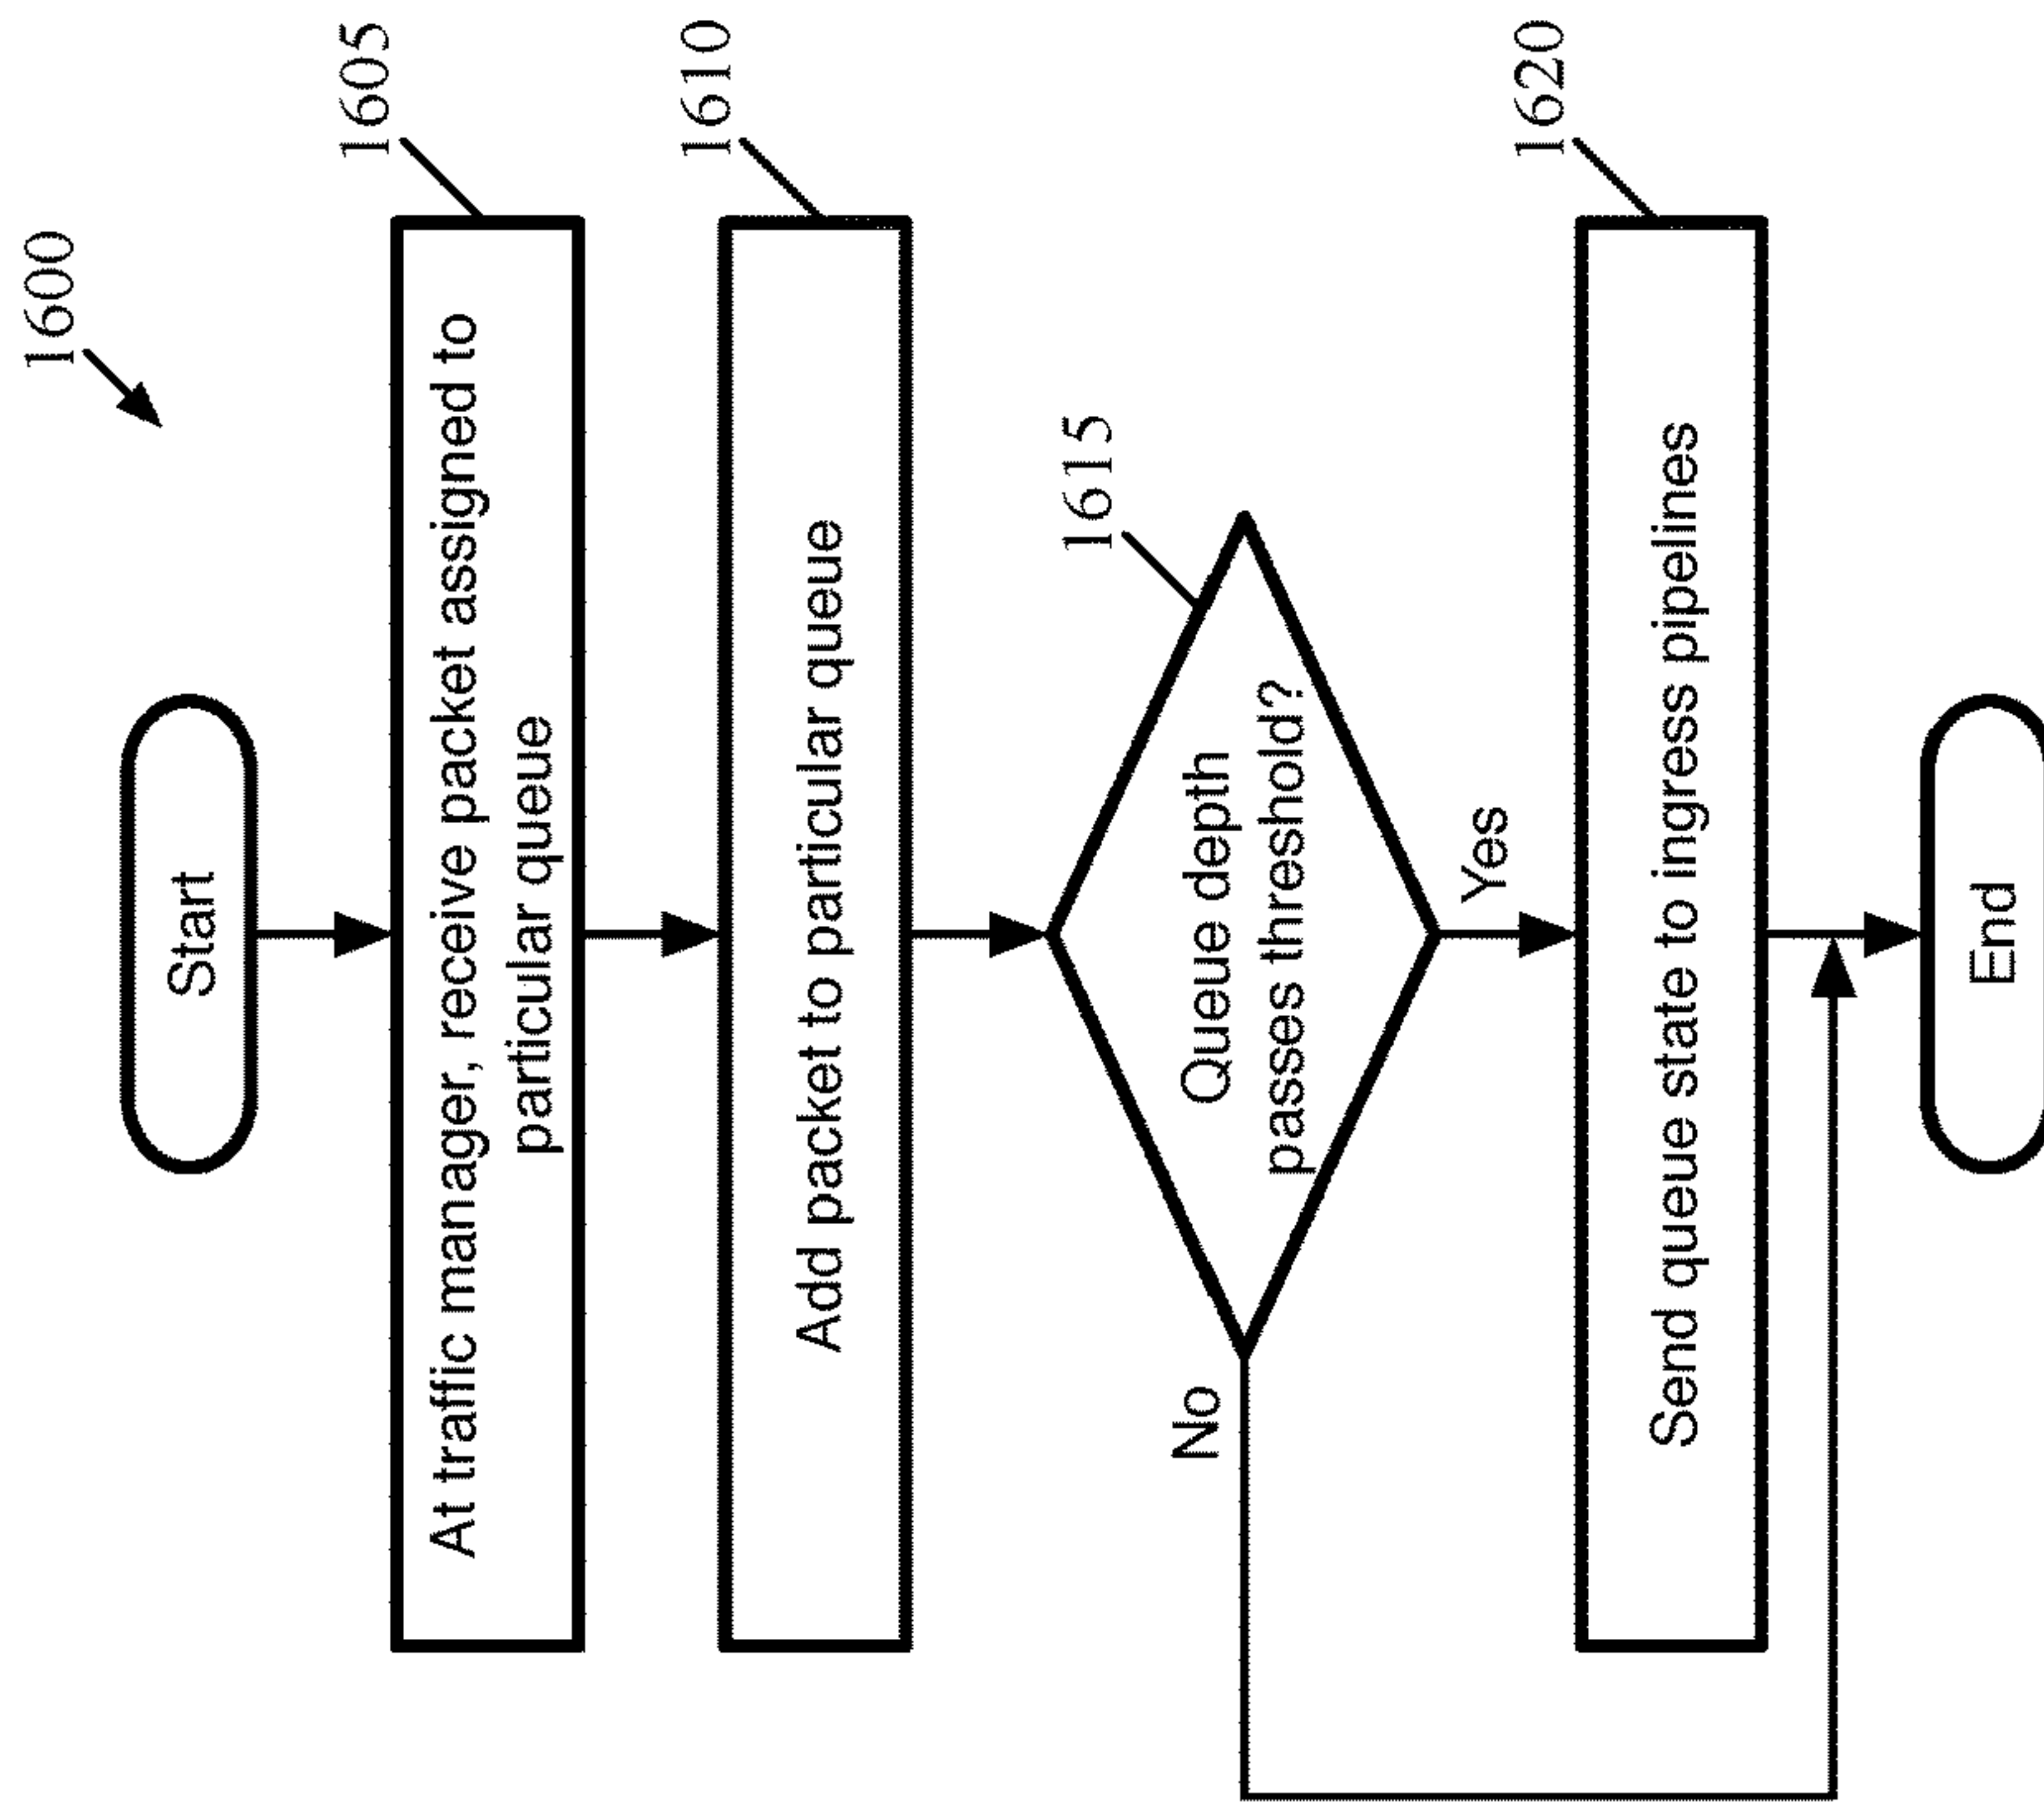 1600
Start
1605
At traffic manager, receive packet assigned to
particular queue
1610
Add packet to particular queue
1615
Queue depth
passes threshold?
No
Yes
1620
Send queue state to ingress pipelines
End